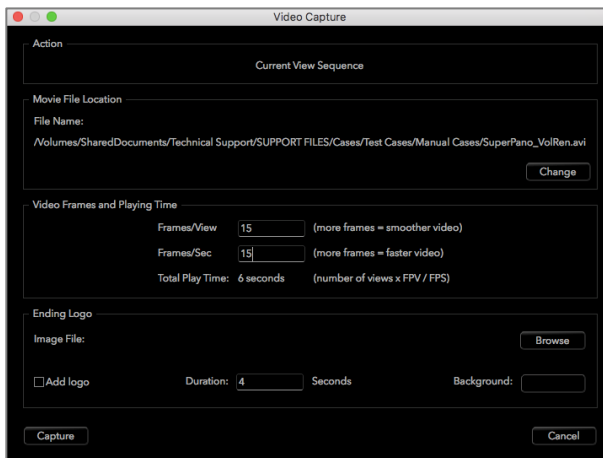 Video Capture
Action
Current View Sequence
Movie File Location
File Name:
/Volumes/SharedDocuments/Technical Support/SUPPORT FILES/Cases/Test Cases/Manual Cases/SuperPano_VolRen.avi
Change
Video Frames and Playing Time
Frames/View 15 (more frames = smoother video)
Frames/Sec 15 (more frames = faster video)
Total Play Time: 6 seconds (number of views x FPV / FPS)
Ending Logo
Image File: Browse
Add logo Duration: 4 Seconds Background:
Capture Cancel